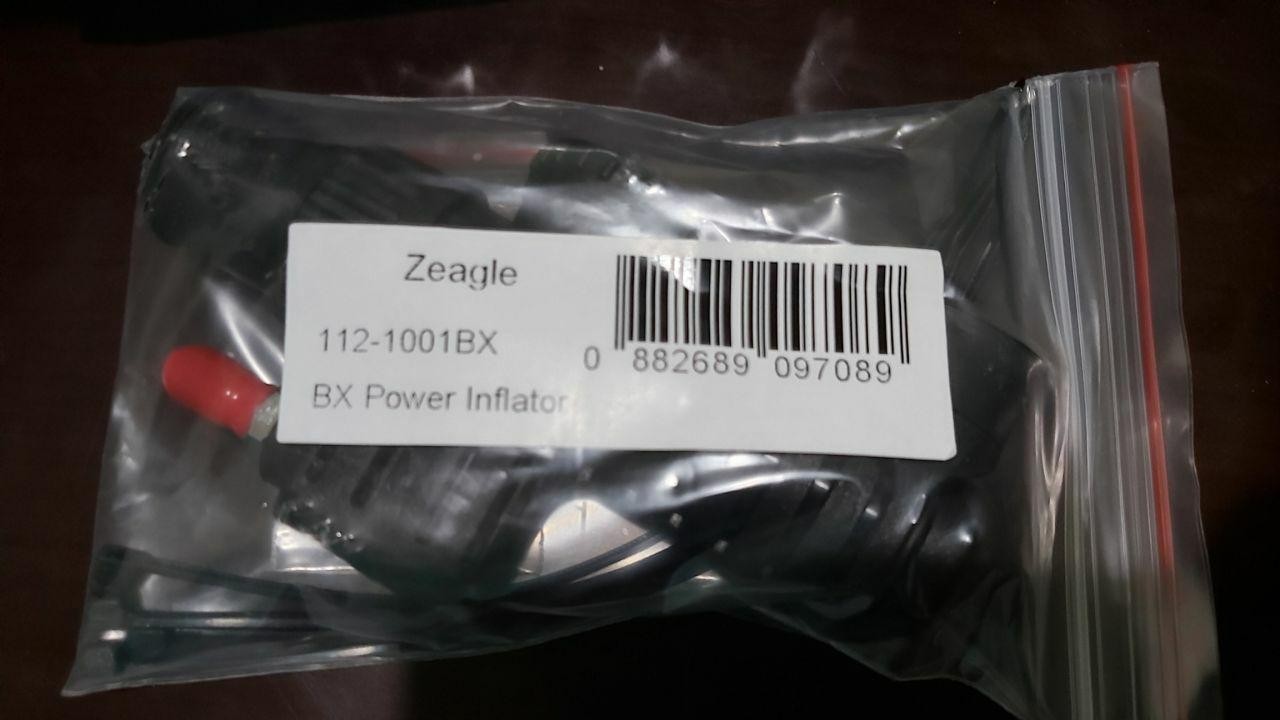 Zeagle
112-1001BX
BX Power Inflator
0 882689 097089